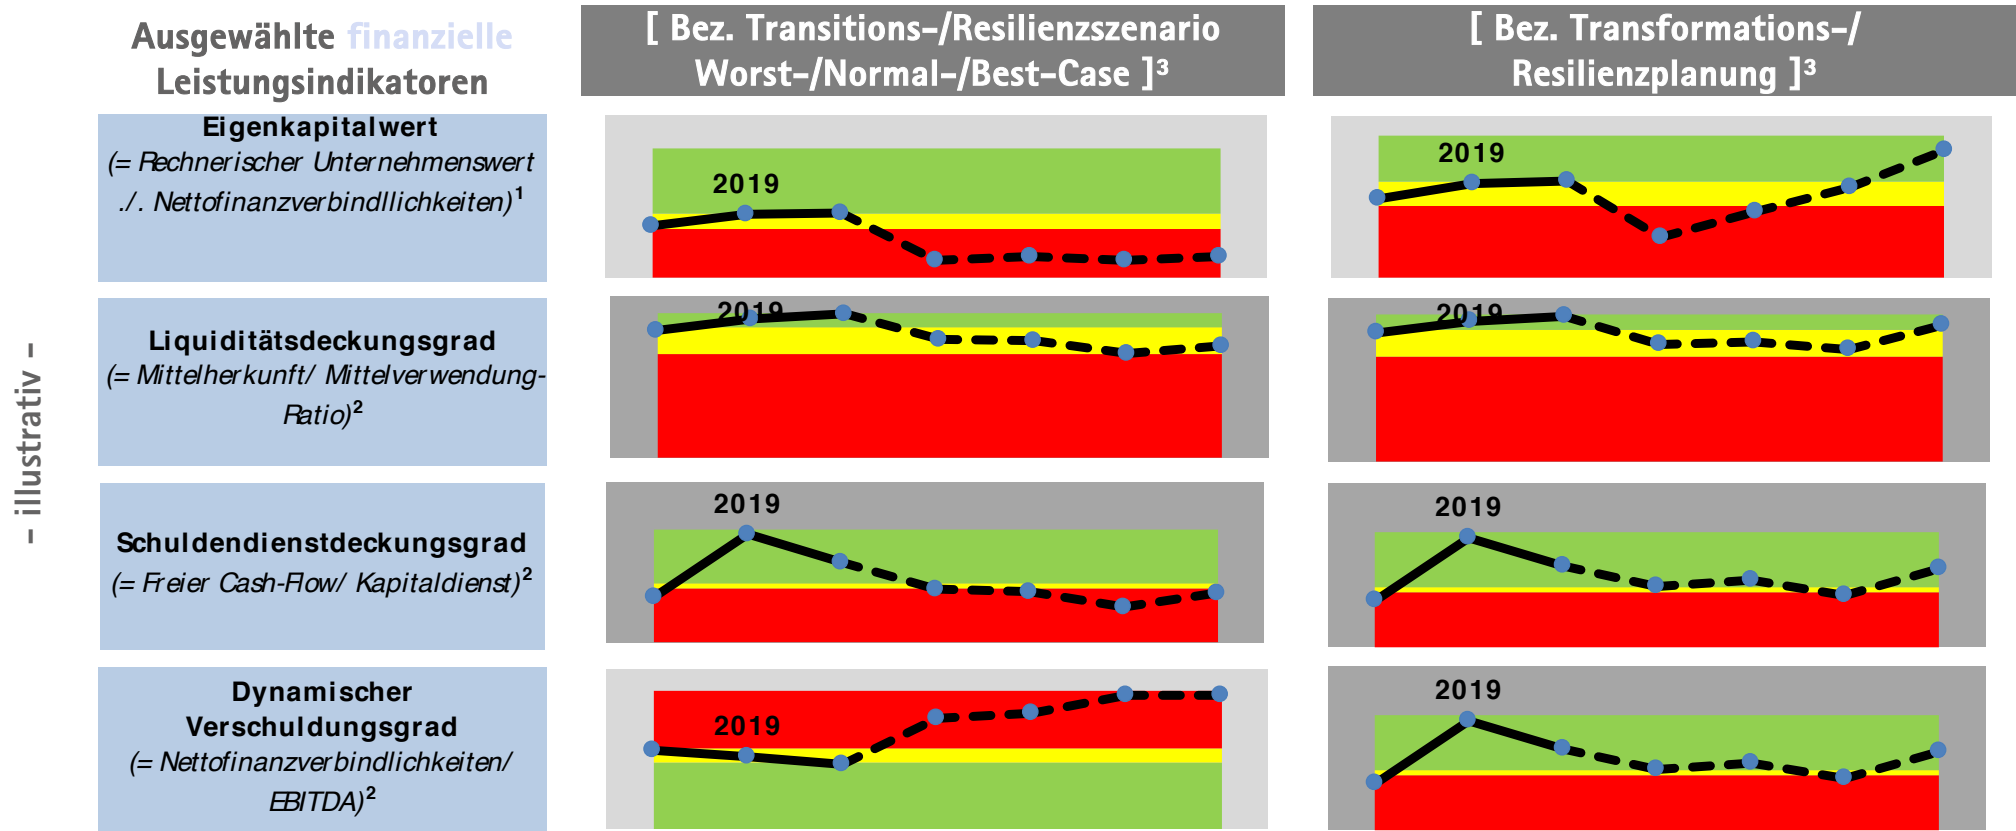 Ausgewählte finanzielle
Leistungsindikatoren
[ Bez. Transitions-/Resilienzszenario
Worst-/Normal-/Best-Case ]³
[ Bez. Transformations-/
Resilienzplanung ]³
– illustrativ –
Eigenkapitalwert
(= Rechnerischer Unternehmenswert
./. Nettofinanzverbindllichkeiten)¹
2019
2019
Liquiditätsdeckungsgrad
(= Mittelherkunft/ Mittelverwendung-
Ratio)²
2019
2019
Schuldendienstdeckungsgrad
(= Freier Cash-Flow/ Kapitaldienst)²
2019
2019
Dynamischer
Verschuldungsgrad
(= Nettofinanzverbindlichkeiten/
EBITDA)²
2019
2019